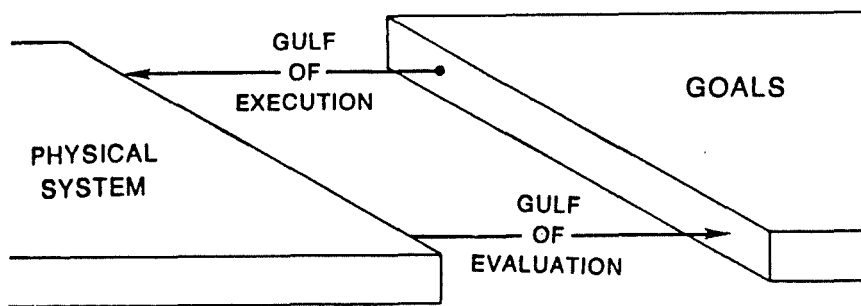 GULF
OF
EXECUTION
GOALS
PHYSICAL
SYSTEM
GULF
OF
EVALUATION